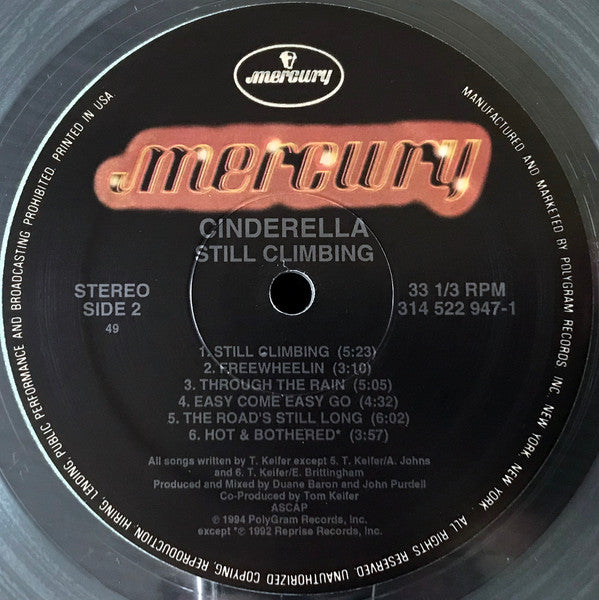 mercury
mercury
CINDERELLA
STILL CLIMBING
STEREO
SIDE 2
49
33 1/3 RPM
314 522 947-1
1. STILL CLIMBING (5:23)
2. FREEWHEELIN (3:10)
3. THROUGH THE RAIN (5:05)
4. EASY COME EASY GO (4:32)
5. THE ROAD'S STILL LONG (6:02)
6. HOT & BOTHERED* (3:57)
All songs written by T. Keifer except 5. T. Keifer/A. Johns
and 6. T. Keifer/E. Brittingham
Produced and Mixed by Duane Baron and John Purdell
Co-Produced by Tom Keifer
ASCAP
℗ 1994 PolyGram Records, Inc.
except *℗ 1992 Reprise Records, Inc.
MANUFACTURED AND MARKETED BY POLYGRAM RECORDS INC. NEW YORK, NEW YORK. ALL RIGHTS RESERVED. UNAUTHORIZED COPYING, REPRODUCTION HIRING, LENDING, PUBLIC PERFORMANCE AND BROADCASTING PROHIBITED. PRINTED IN USA.